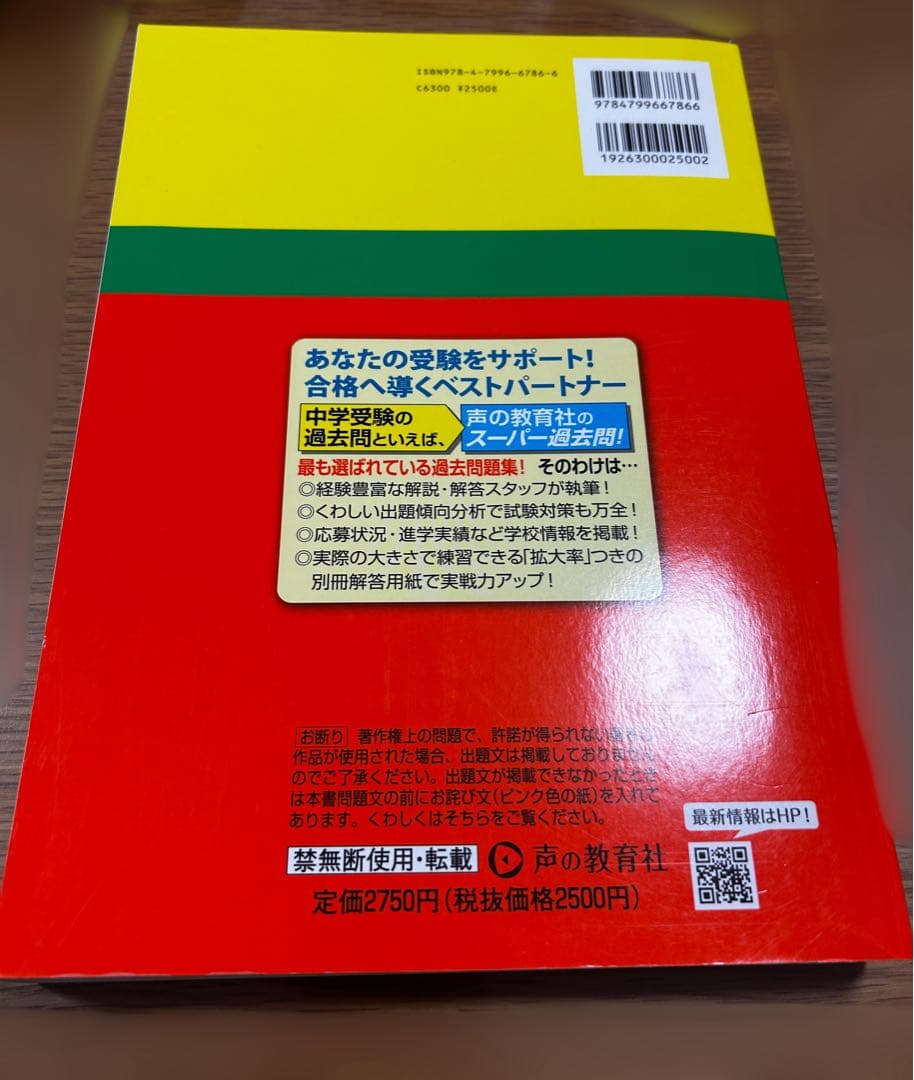 ISBN978-4-7996-6786-6
C6300 ¥2500E
9784799667866
1926300025002
あなたの受験をサポート!
合格へ導くベストパートナー
中学受験の
過去問といえば、
声の教育社の
スーパー過去問!
最も選ばれている過去問題集! そのわけは…
◎経験豊富な解説・解答スタッフが執筆!
◎くわしい出題傾向分析で試験対策も万全!
◎応募状況・進学実績など学校情報を掲載!
◎実際の大きさで練習できる「拡大率」つきの
別冊解答用紙で実戦力アップ!
お断り 著作権上の問題で、許諾が得られない
作品が使用された場合、出題文は掲載しておりません
のでご了承ください。出題文が掲載できなかったとき
は本書問題文の前にお詫び文(ピンク色の紙)を入れて
あります。くわしくはそちらをご覧ください。
最新情報はHP!
禁無断使用・転載 声の教育社
定価2750円(税抜価格2500円)